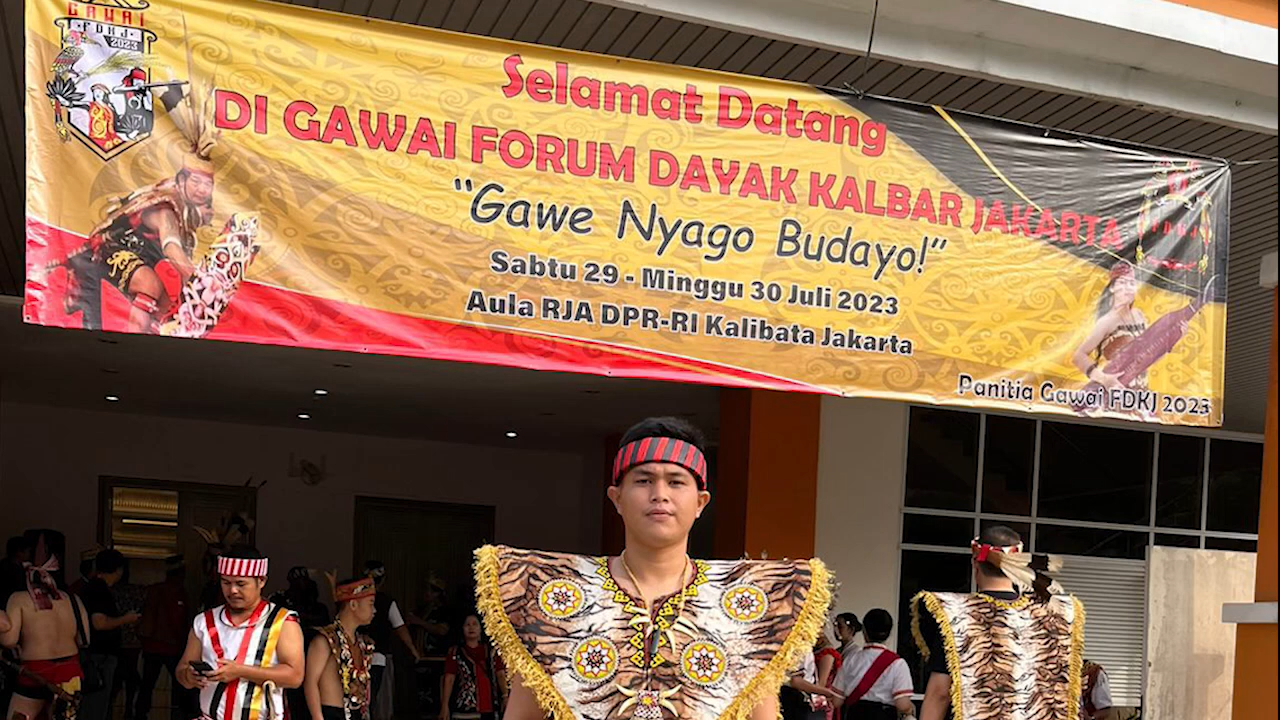 GAWAI
FDKJ
2023
Selamat Datang
DI GAWAI FORUM DAYAK KALBAR JAKARTA
"Gawe Nyago Budayo!"
Sabtu 29 - Minggu 30 Juli 2023
Aula RJA DPR-RI Kalibata Jakarta
Panitia Gawai FDKJ 2023
FDKJ